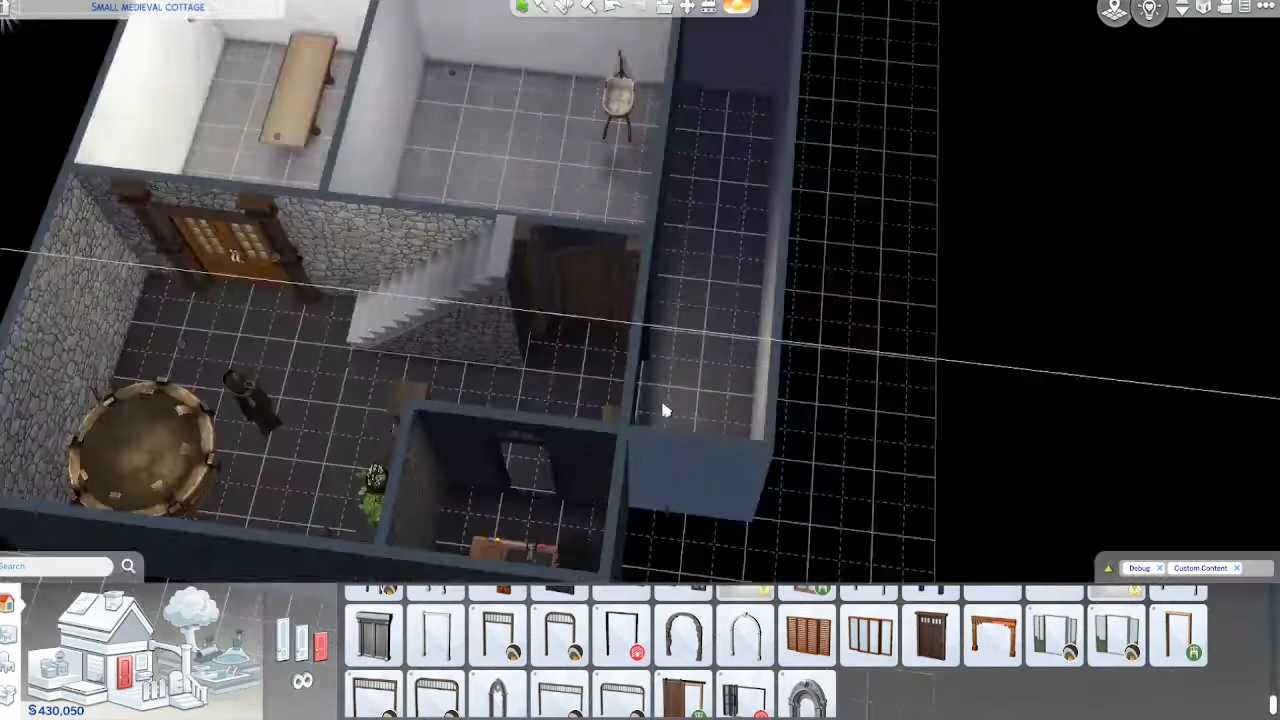 SMALL MEDIEVAL COTTAGE
Search
Debug
Custom Content
§430,050